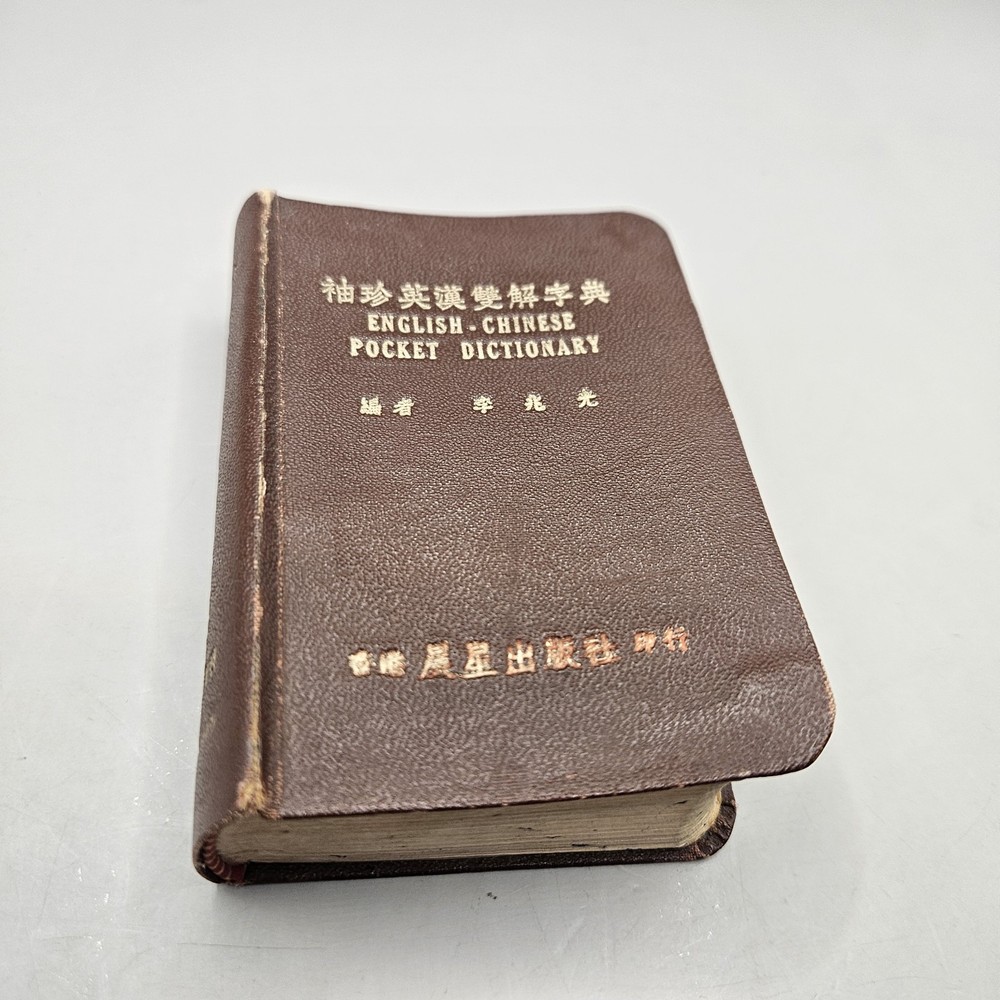 袖珍英漢雙解字典
ENGLISH-CHINESE
POCKET DICTIONARY
編者 李兆光
香港晨星出版社印行